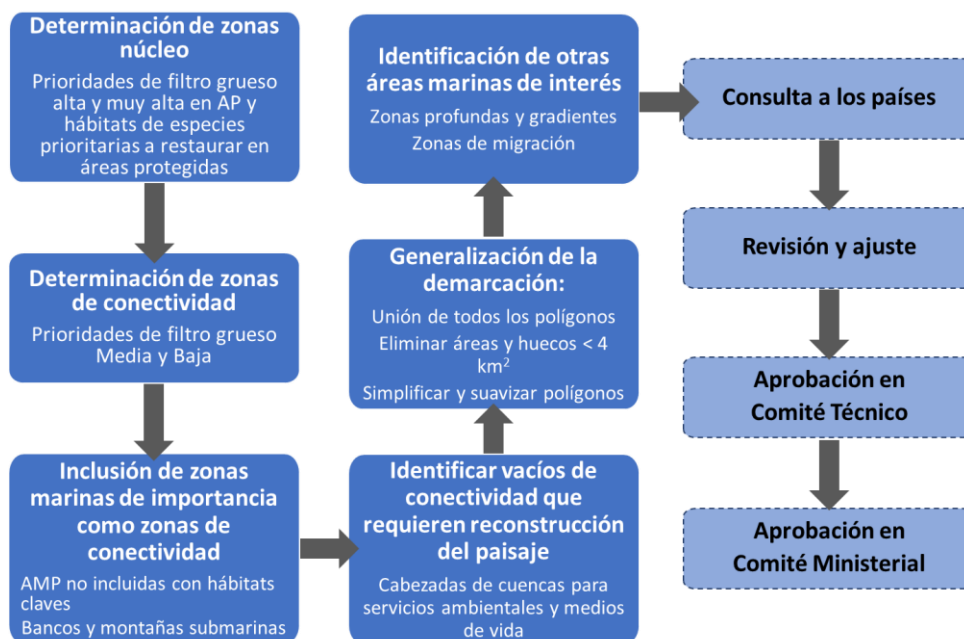 Determinación de zonas
núcleo
Prioridades de filtro grueso
alta y muy alta en AP y
hábitats de especies
prioritarias a restaurar en
áreas protegidas
Determinación de zonas
de conectividad
Prioridades de filtro grueso
Media y Baja
Inclusión de zonas
marinas de importancia
como zonas de
conectividad
AMP no incluidas con hábitats
claves
Bancos y montañas submarinas
Identificar vacíos de
conectividad que
requieren reconstrucción
del paisaje
Cabezadas de cuencas para
servicios ambientales y medios
de vida
Generalización de la
demarcación:
Unión de todos los polígonos
Eliminar áreas y huecos < 4
km²
Simplificar y suavizar polígonos
Identificación de otras
áreas marinas de interés
Zonas profundas y gradientes
Zonas de migración
Consulta a los países
Revisión y ajuste
Aprobación en
Comité Técnico
Aprobación en
Comité Ministerial